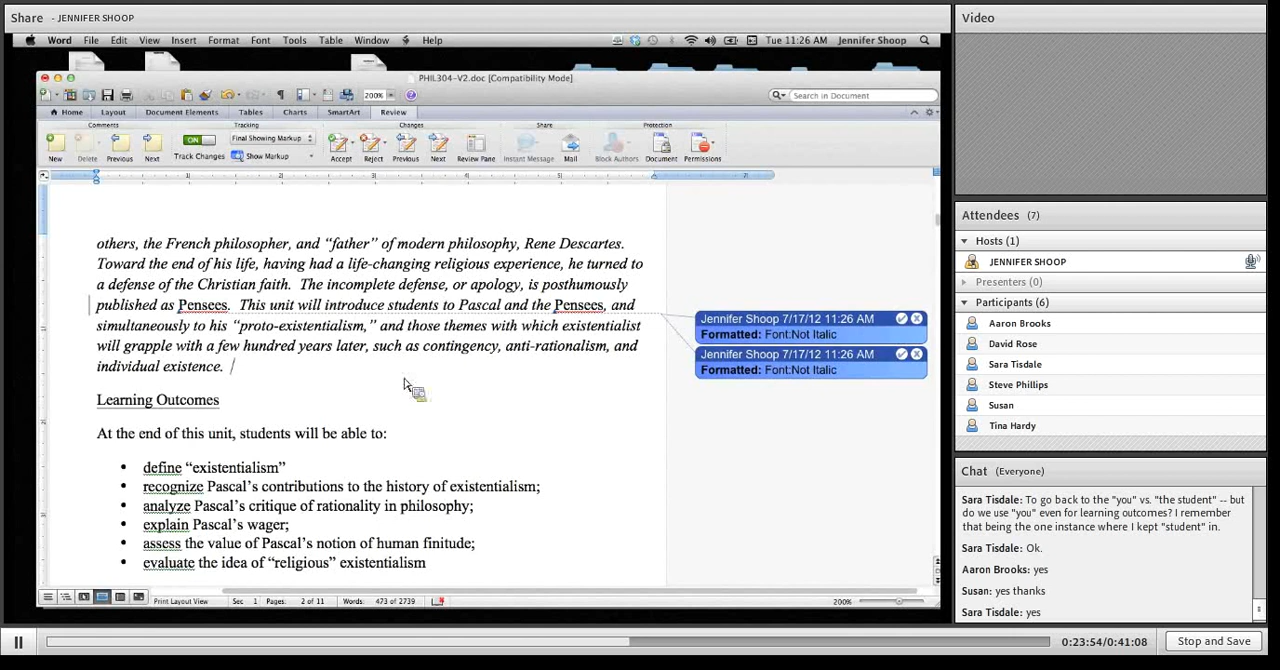 Share - JENNIFER SHOOP
Word File Edit View Insert Format Font Tools Table Window Help
Tue 11:26 AM Jennifer Shoop
PHIL304-V2.doc [Compatibility Mode]
200%
Search in Document
Home Layout Document Elements Tables Charts SmartArt Review
Comments Tracking Changes Share Protection
ON Final Showing Markup
New Delete Previous Next Track Changes Show Markup Accept Reject Previous Next Review Pane Instant Message Mail Block Authors Document Permissions
others, the French philosopher, and “father” of modern philosophy, Rene Descartes.
Toward the end of his life, having had a life-changing religious experience, he turned to
a defense of the Christian faith. The incomplete defense, or apology, is posthumously
published as Pensees. This unit will introduce students to Pascal and the Pensees, and
simultaneously to his “proto-existentialism,” and those themes with which existentialist
will grapple with a few hundred years later, such as contingency, anti-rationalism, and
individual existence.
Jennifer Shoop 7/17/12 11:26 AM
Formatted: Font:Not Italic
Jennifer Shoop 7/17/12 11:26 AM
Formatted: Font:Not Italic
Learning Outcomes
At the end of this unit, students will be able to:
• define “existentialism”
• recognize Pascal’s contributions to the history of existentialism;
• analyze Pascal’s critique of rationality in philosophy;
• explain Pascal’s wager;
• assess the value of Pascal’s notion of human finitude;
• evaluate the idea of “religious” existentialism
Print Layout View Sec 1 Pages: 2 of 11 Words: 473 of 2739 200%
Video
Attendees (7)
Hosts (1)
JENNIFER SHOOP
Presenters (0)
Participants (6)
Aaron Brooks
David Rose
Sara Tisdale
Steve Phillips
Susan
Tina Hardy
Chat (Everyone)
Sara Tisdale: To go back to the "you" vs. "the student" -- but
do we use "you" even for learning outcomes? I remember
that being the one instance where I kept "student" in.
Sara Tisdale: Ok.
Aaron Brooks: yes
Susan: yes thanks
Sara Tisdale: yes
0:23:54/0:41:08 Stop and Save